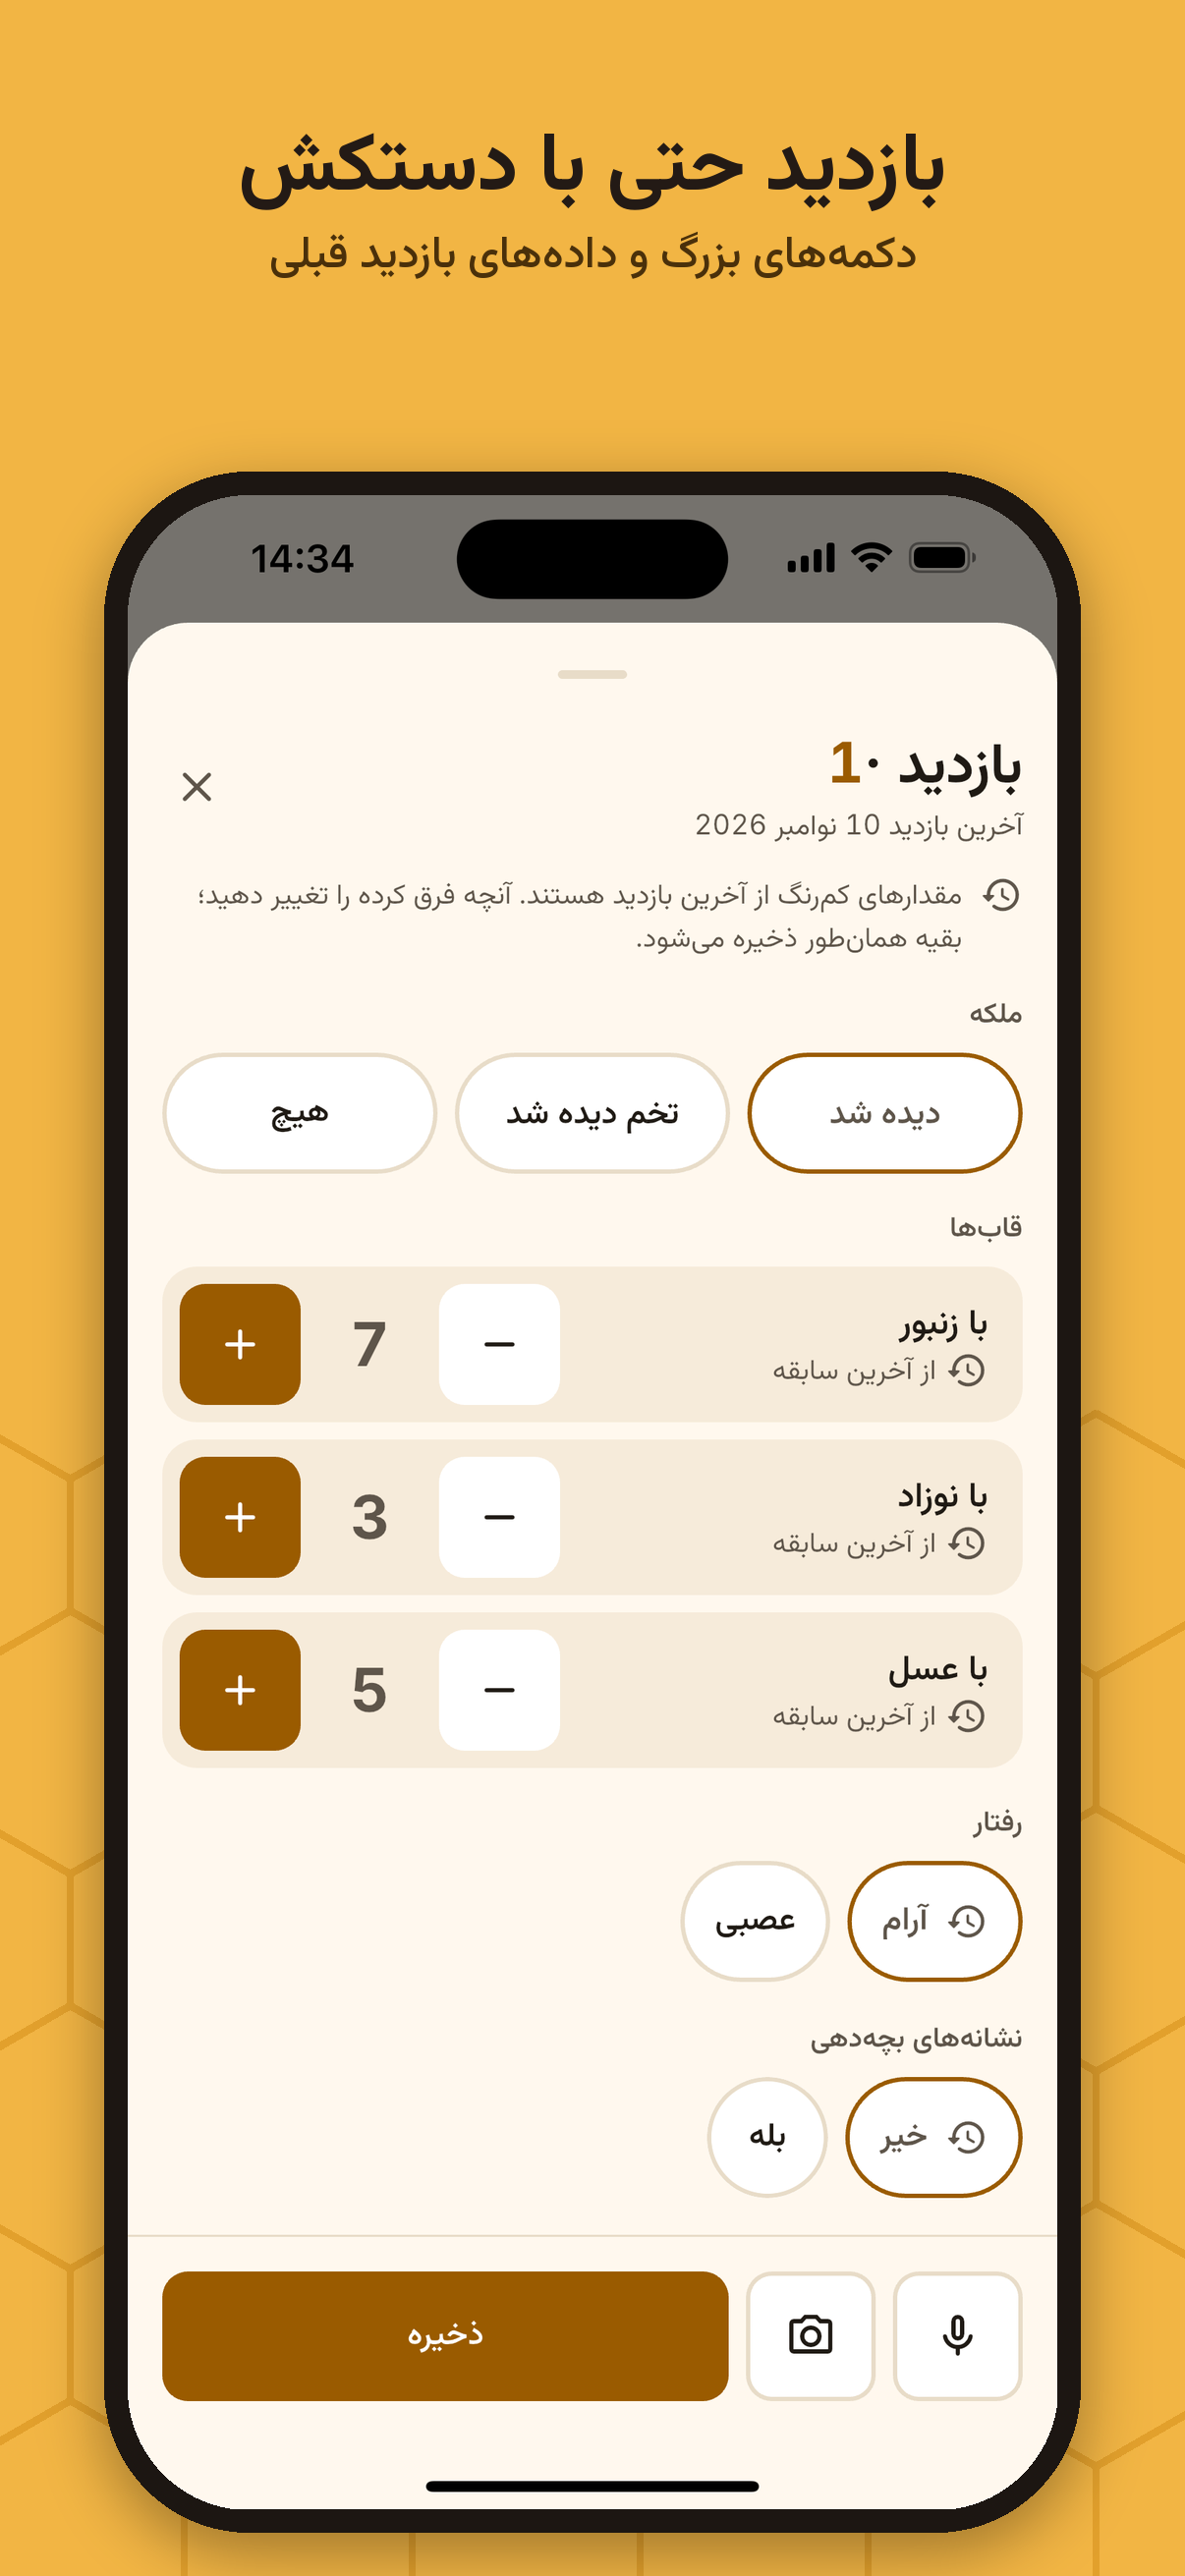 بازدید حتی با دستکش
دکمه‌های بزرگ و داده‌های بازدید قبلی
14:34
بازدید · 1
آخرین بازدید 10 نوامبر 2026
مقدارهای کم‌رنگ از آخرین بازدید هستند. آنچه فرق کرده را تغییر دهید؛
بقیه همان‌طور ذخیره می‌شود.
ملکه
دیده شد
تخم دیده شد
هیچ
قاب‌ها
با زنبور
از آخرین سابقه
− 7 +
با نوزاد
از آخرین سابقه
− 3 +
با عسل
از آخرین سابقه
− 5 +
رفتار
آرام
عصبی
نشانه‌های بچه‌دهی
خیر
بله
ذخیره